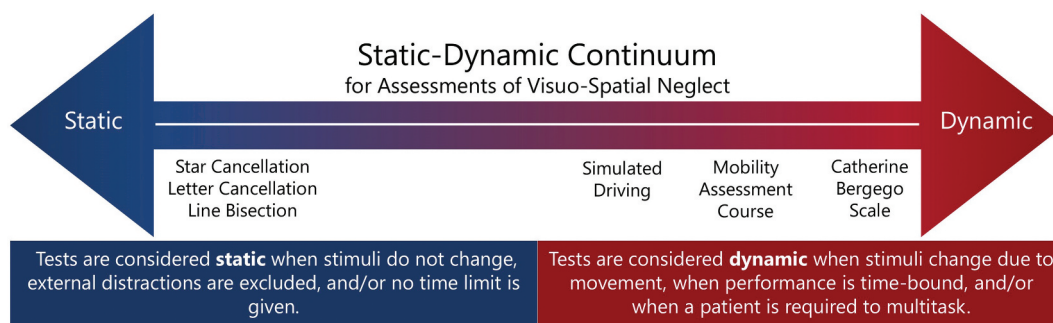 Static-Dynamic Continuum
for Assessments of Visuo-Spatial Neglect
Static
Dynamic
Star Cancellation
Letter Cancellation
Line Bisection
Simulated
Driving
Mobility
Assessment
Course
Catherine
Bergego
Scale
Tests are considered static when stimuli do not change,
external distractions are excluded, and/or no time limit is
given.
Tests are considered dynamic when stimuli change due to
movement, when performance is time-bound, and/or
when a patient is required to multitask.